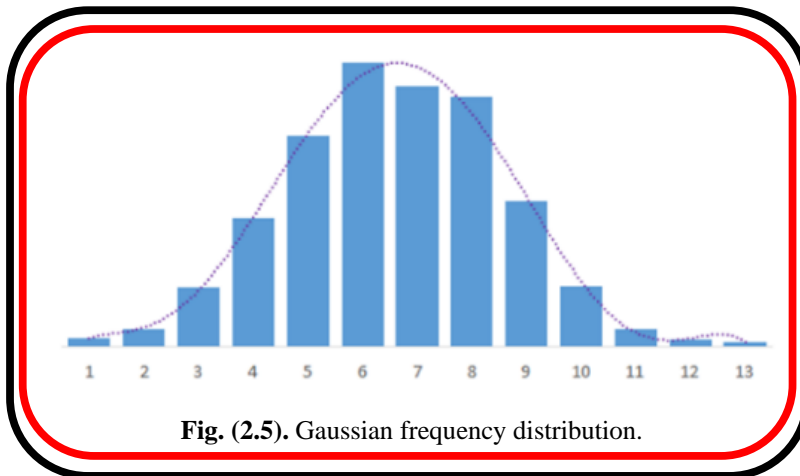 1 2 3 4 5 6 7 8 9 10 11 12 13
Fig. (2.5). Gaussian frequency distribution.